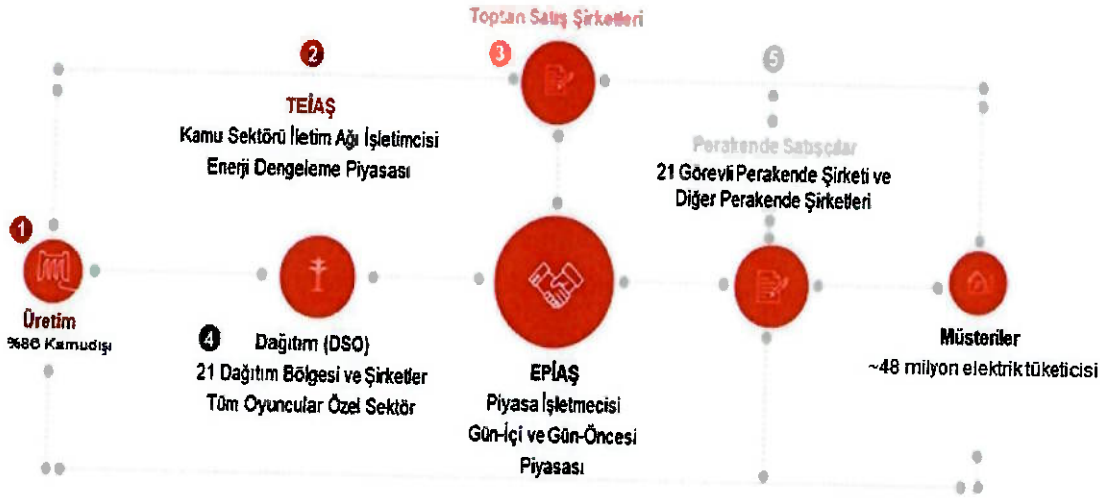 Toptan Satış Şirketleri
2
3
5
TEİAŞ
Kamu Sektörü İletim Ağı İşletimcisi
Enerji Dengeleme Piyasası
Perakende Satışçılar
21 Görevli Perakende Şirketi ve
Diğer Perakende Şirketleri
1
Üretim
%86 Kamudışı
4
Dağıtım (DSO)
21 Dağıtım Bölgesi ve Şirketler
Tüm Oyuncular Özel Sektör
EPİAŞ
Piyasa İşletmecisi
Gün-İçi ve Gün-Öncesi
Piyasası
Müsteriler
~48 milyon elektrik tüketicisi